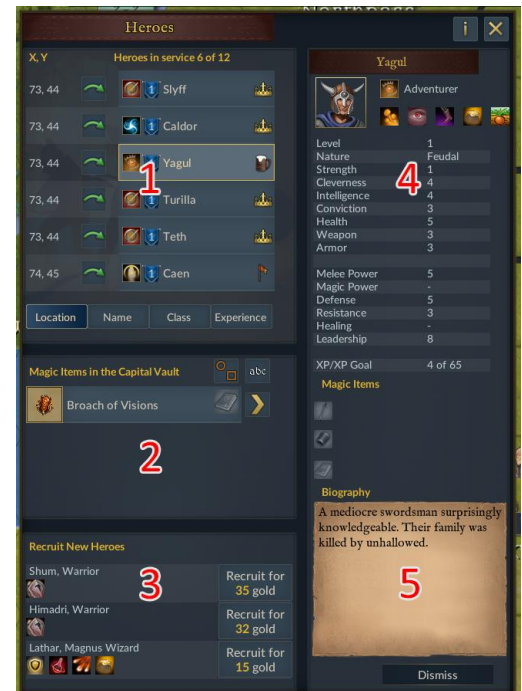 Heroes
i
X, Y Heroes in service 6 of 12
73, 44 1 Slyff
73, 44 1 Caldor
73, 44 1 Yagul
73, 44 1 Turilla
73, 44 1 Teth
74, 45 1 Caen
Location Name Class Experience
Magic Items in the Capital Vault abc
Broach of Visions
2
Recruit New Heroes
Shum, Warrior
Recruit for
35 gold
3
Himadri, Warrior
Recruit for
32 gold
Lathar, Magnus Wizard
Recruit for
15 gold
Yagul
Adventurer
Level 1
Nature Feudal
Strength 1
Cleverness 4
4
Intelligence 4
Conviction 3
Health 5
Weapon 3
Armor 3
Melee Power 5
Magic Power -
Defense 5
Resistance 3
Healing -
Leadership 8
XP/XP Goal 4 of 65
Magic Items
Biography
A mediocre swordsman surprisingly
knowledgeable. Their family was
killed by unhallowed.
5
Dismiss